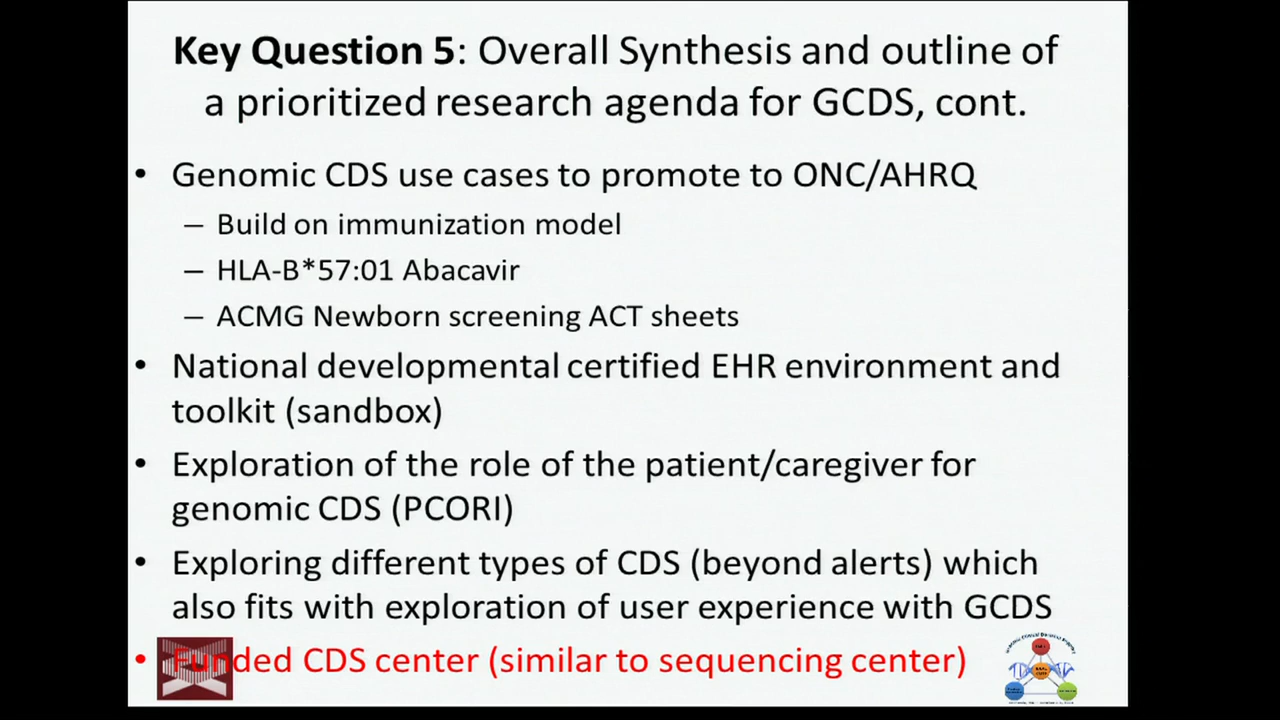 Key Question 5: Overall Synthesis and outline of
a prioritized research agenda for GCDS, cont.
• Genomic CDS use cases to promote to ONC/AHRQ
– Build on immunization model
– HLA-B*57:01 Abacavir
– ACMG Newborn screening ACT sheets
• National developmental certified EHR environment and
toolkit (sandbox)
• Exploration of the role of the patient/caregiver for
genomic CDS (PCORI)
• Exploring different types of CDS (beyond alerts) which
also fits with exploration of user experience with GCDS
• Funded CDS center (similar to sequencing center)